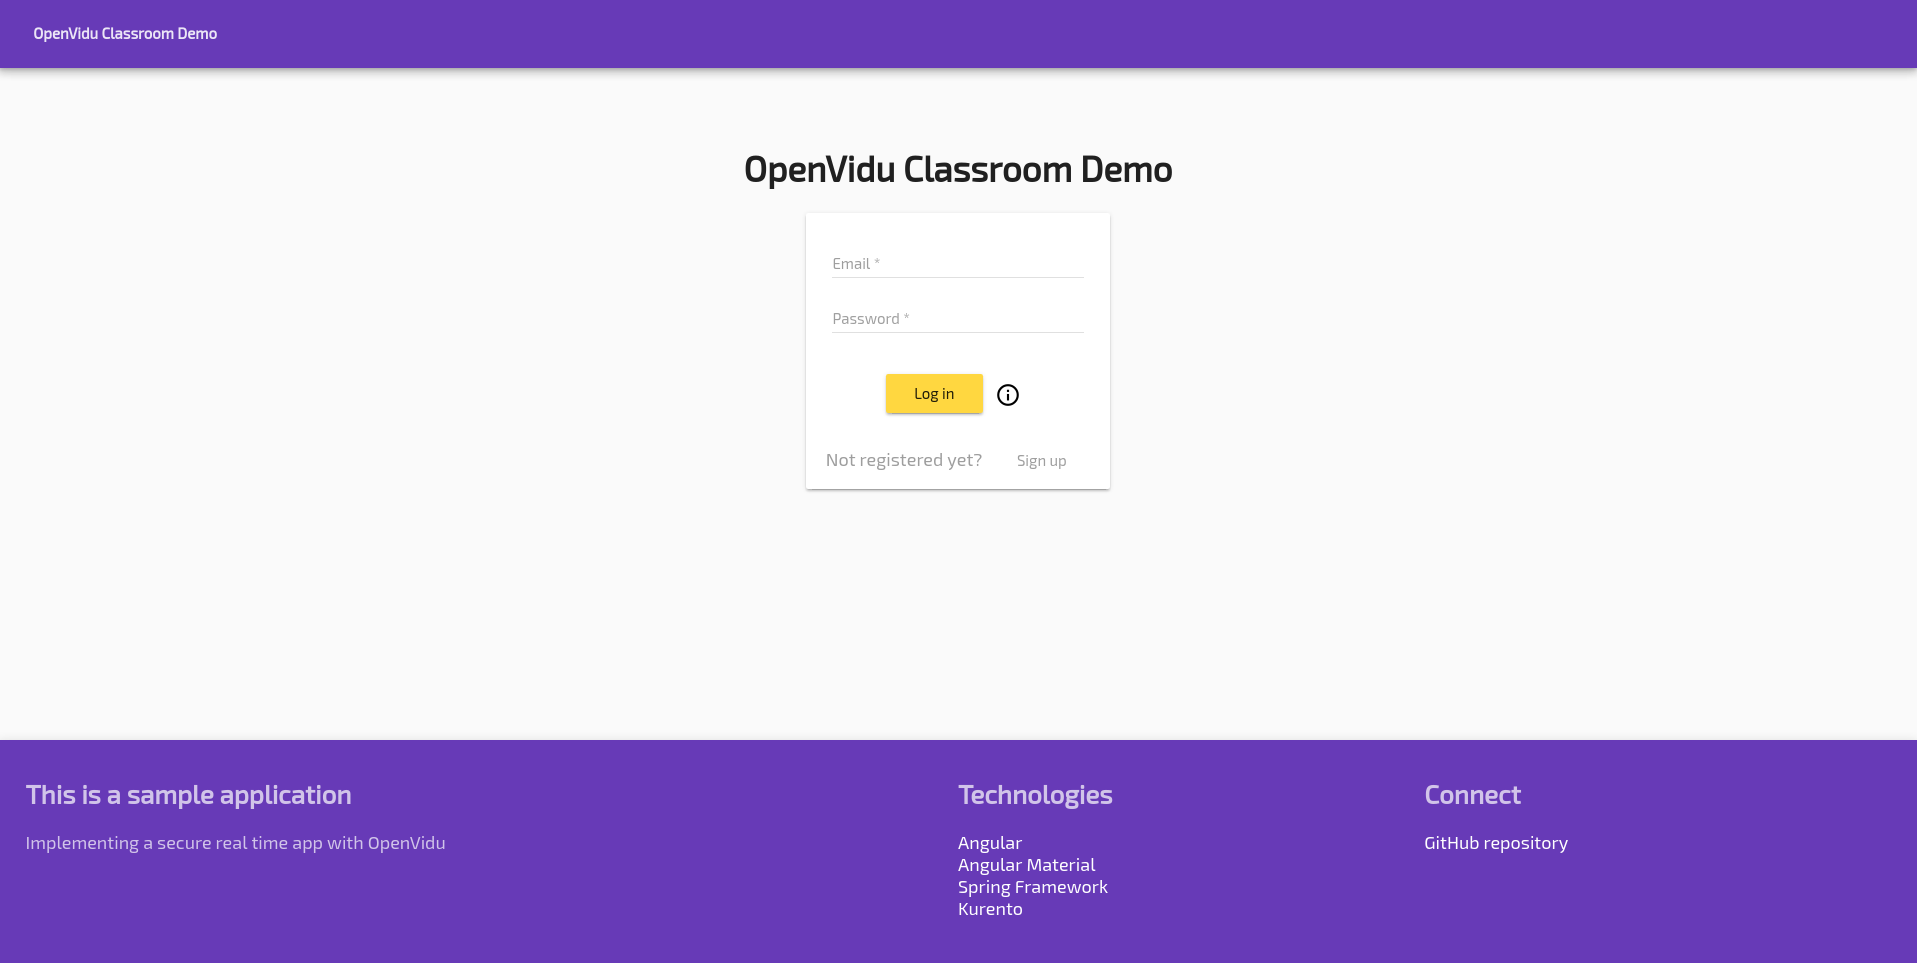 OpenVidu Classroom Demo
OpenVidu Classroom Demo
Email *
Password *
Log in
Not registered yet? Sign up
This is a sample application
Implementing a secure real time app with OpenVidu
Technologies
Angular
Angular Material
Spring Framework
Kurento
Connect
GitHub repository